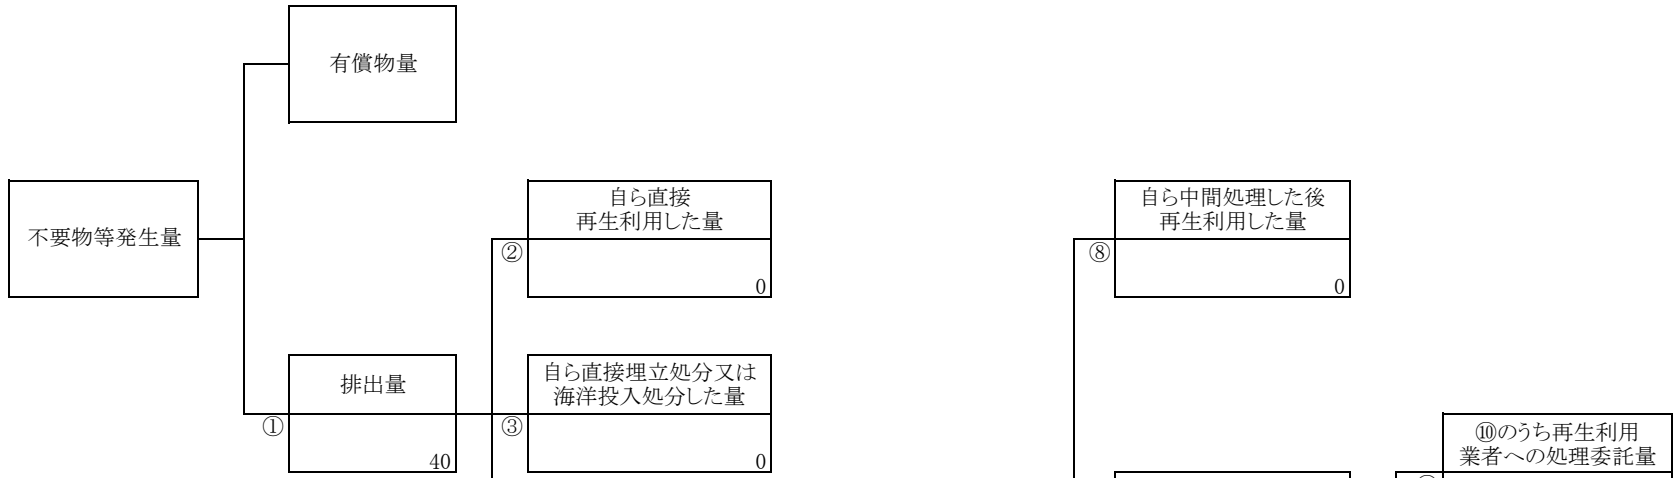 有償物量
不要物等発生量
自ら直接
再生利用した量
②
0
自ら中間処理した後
再生利用した量
⑧
0
排出量
①
40
自ら直接埋立処分又は
海洋投入処分した量
③
0
⑩のうち再生利用
業者への処理委託量